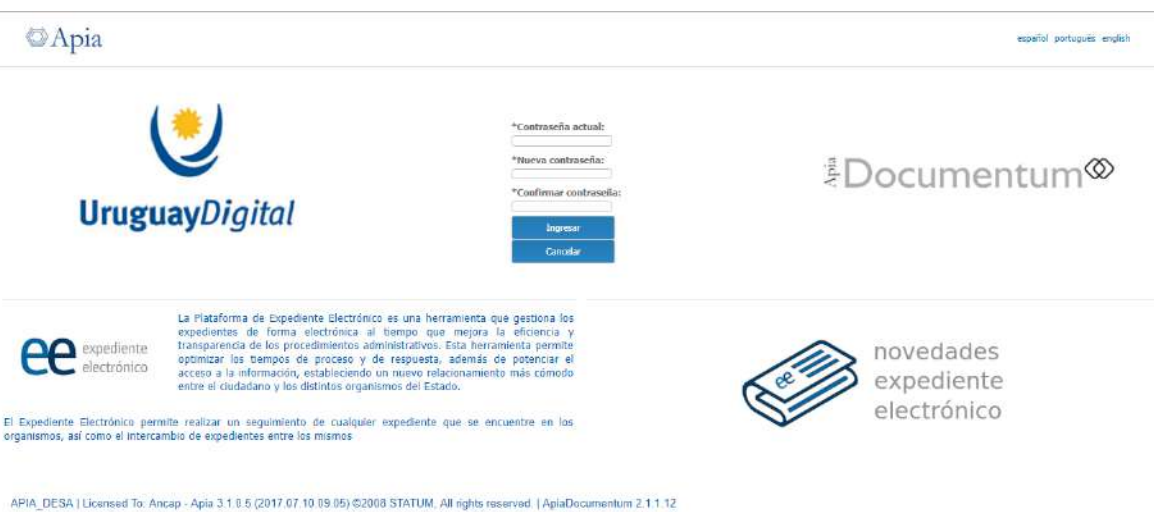 Apia
español português english
UruguayDigital
*Contraseña actual:
*Nueva contraseña:
*Confirmar contraseña:
Ingresar
Cancelar
Apia
Documentum
ee expediente
electrónico
La Plataforma de Expediente Electrónico es una herramienta que gestiona los
expedientes de forma electrónica al tiempo que mejora la eficiencia y
transparencia de los procedimientos administrativos. Esta herramienta permite
optimizar los tiempos de proceso y de respuesta, además de potenciar el
acceso a la información, estableciendo un nuevo relacionamiento más cómodo
entre el ciudadano y los distintos organismos del Estado.
El Expediente Electrónico permite realizar un seguimiento de cualquier expediente que se encuentre en los
organismos, así como el intercambio de expedientes entre los mismos
ee
novedades
expediente
electrónico
APIA_DESA | Licensed To: Ancap - Apia 3.1.0.5 (2017.07.10.09.05) ©2008 STATUM, All rights reserved. | ApiaDocumentum 2.1.1.12